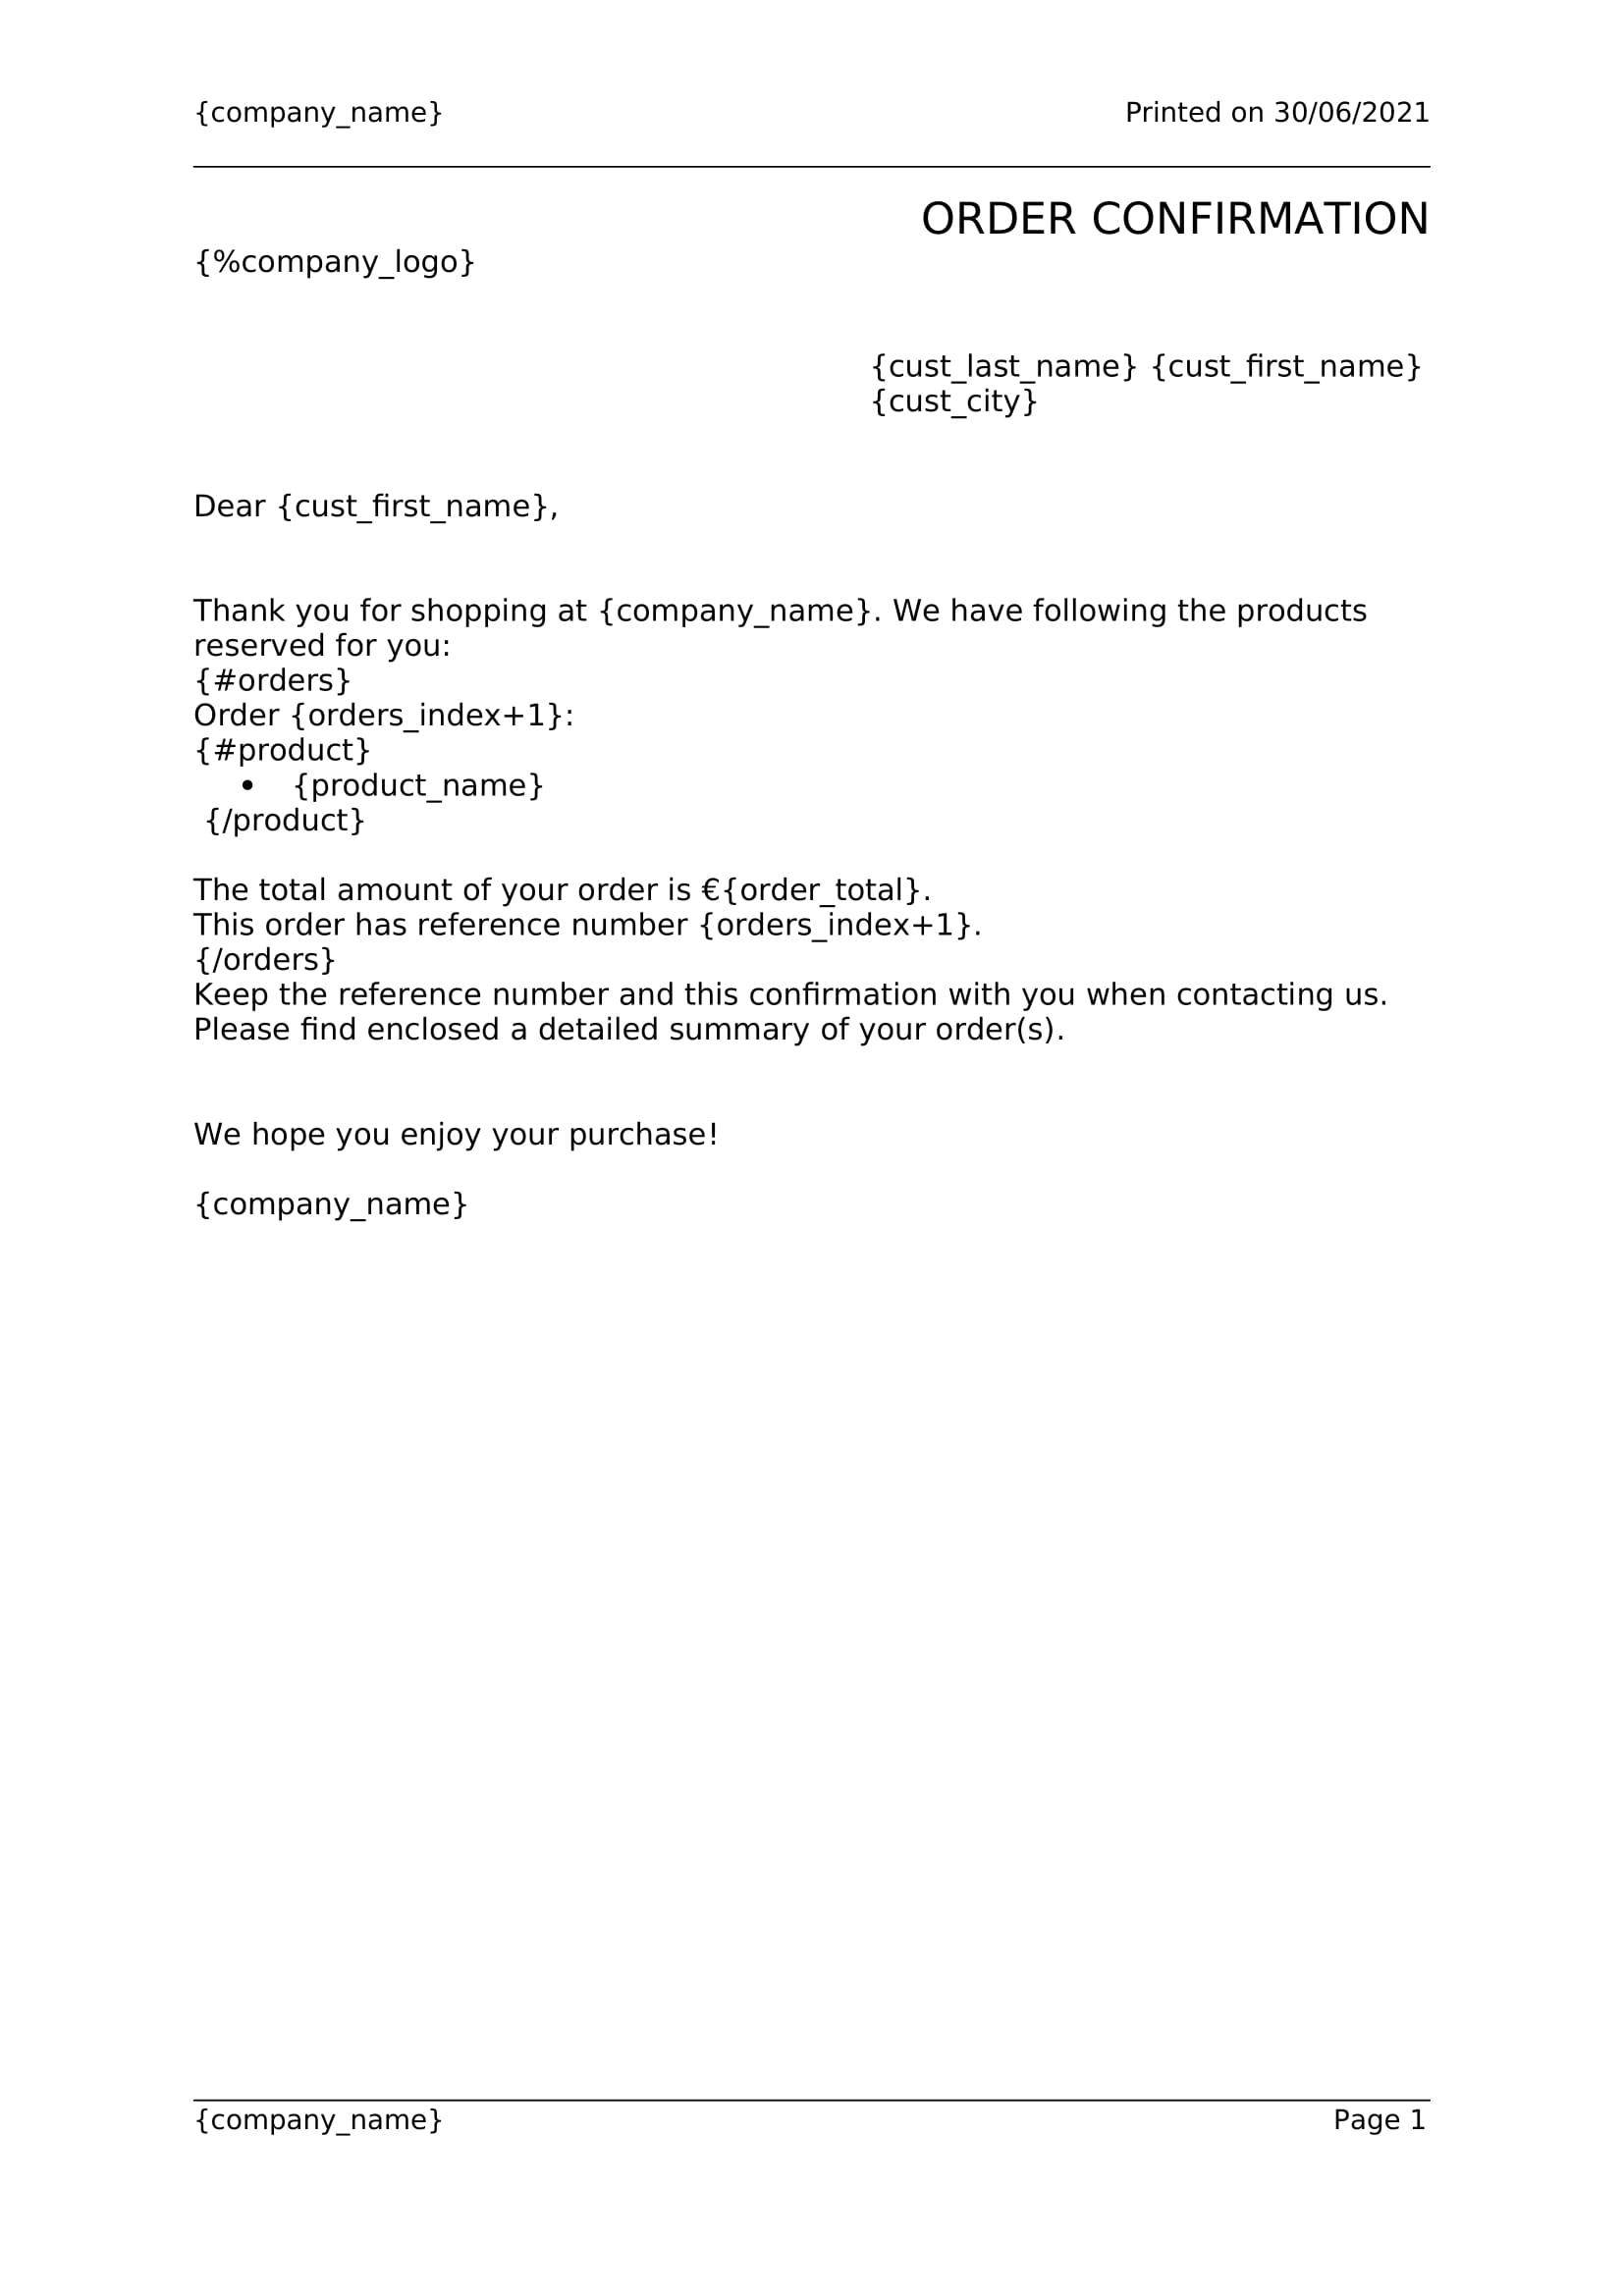 {company_name} Printed on 30/06/2021
ORDER CONFIRMATION
{%company_logo}
{cust_last_name} {cust_first_name}
{cust_city}
Dear {cust_first_name},
Thank you for shopping at {company_name}. We have following the products
reserved for you:
{#orders}
Order {orders_index+1}:
{#product}
• {product_name}
{/product}
The total amount of your order is €{order_total}.
This order has reference number {orders_index+1}.
{/orders}
Keep the reference number and this confirmation with you when contacting us.
Please find enclosed a detailed summary of your order(s).
We hope you enjoy your purchase!
{company_name}
{company_name} Page 1